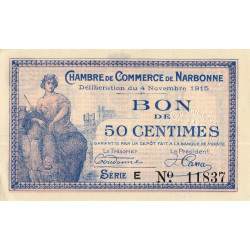 CHAMBRE DE COMMERCE DE NARBONNE
Délibération du 4 Novembre 1915
BON
DE
50 CENTIMES
GARANTIE PAR UN DÉPÔT FAIT A LA BANQUE DE FRANCE
Le Trésorier Le Président
SÉRIE E No. 11837